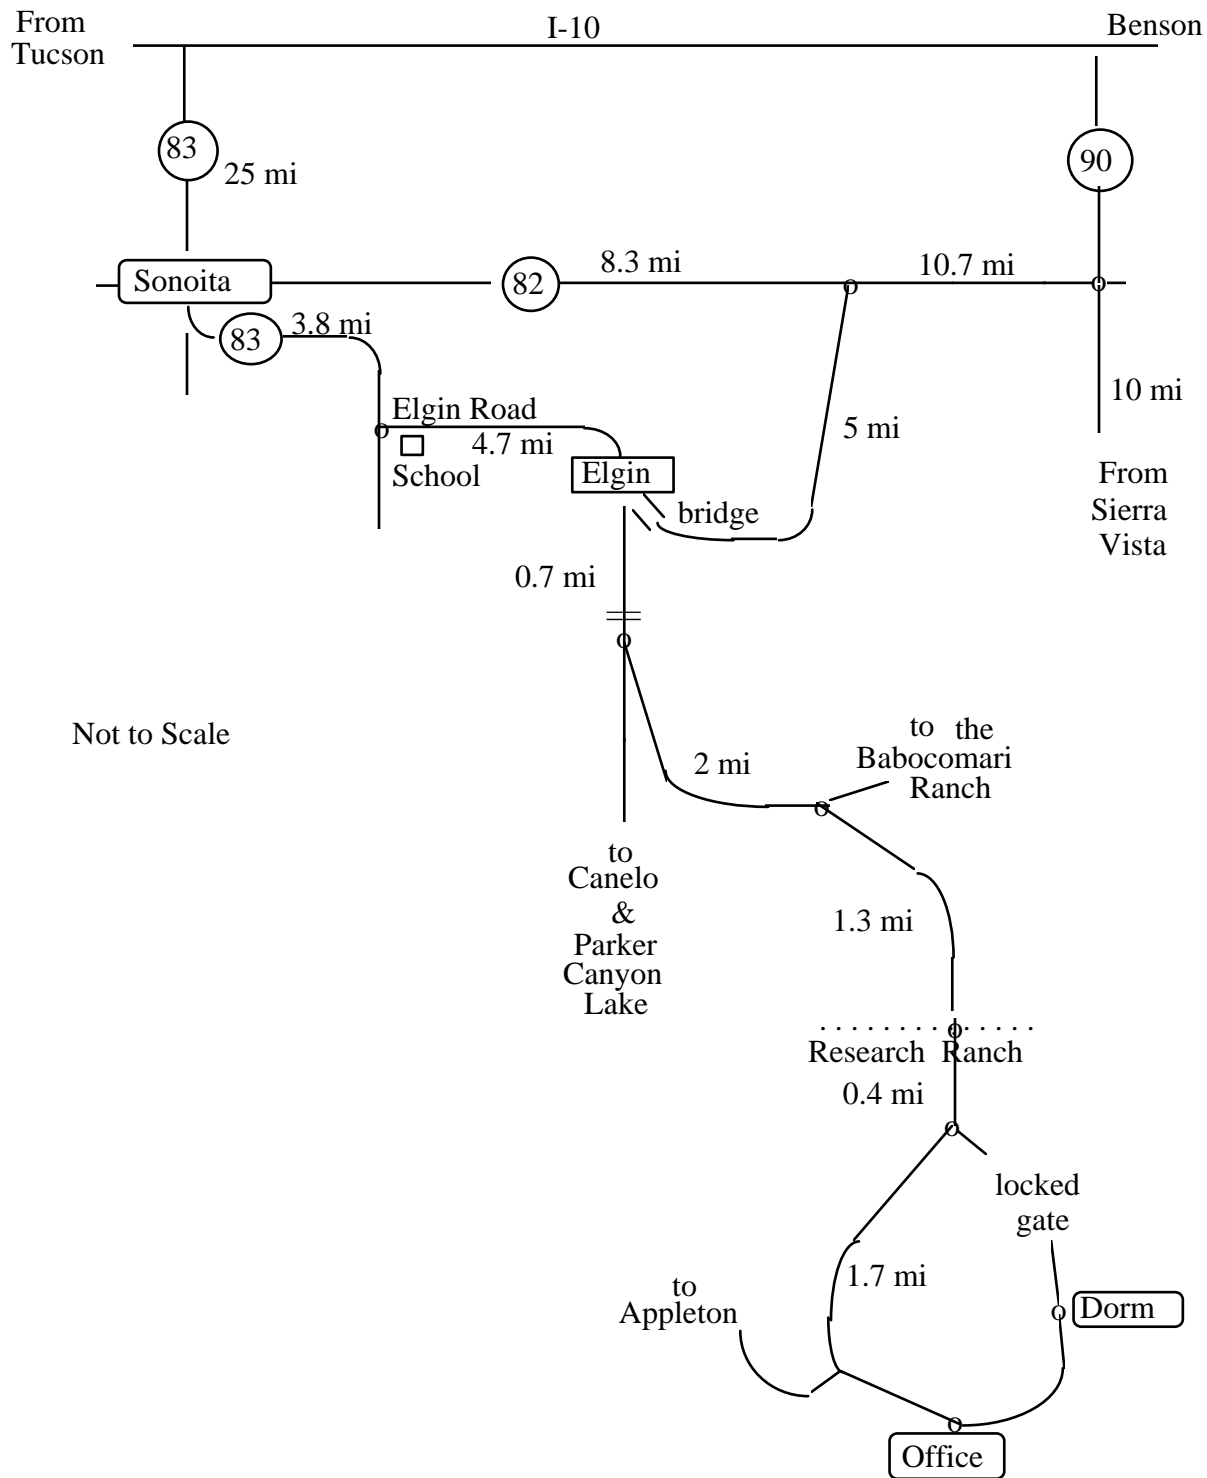 From
Tucson
I-10
Benson
83
25 mi
90
Sonoita
82
8.3 mi
10.7 mi
83
3.8 mi
10 mi
Elgin Road
4.7 mi
School
Elgin
5 mi
bridge
From
Sierra
Vista
0.7 mi
Not to Scale
2 mi
to the
Babocomari
Ranch
to
Canelo
&
Parker
Canyon
Lake
1.3 mi
Research Ranch
0.4 mi
locked
gate
1.7 mi
to
Appleton
Dorm
Office